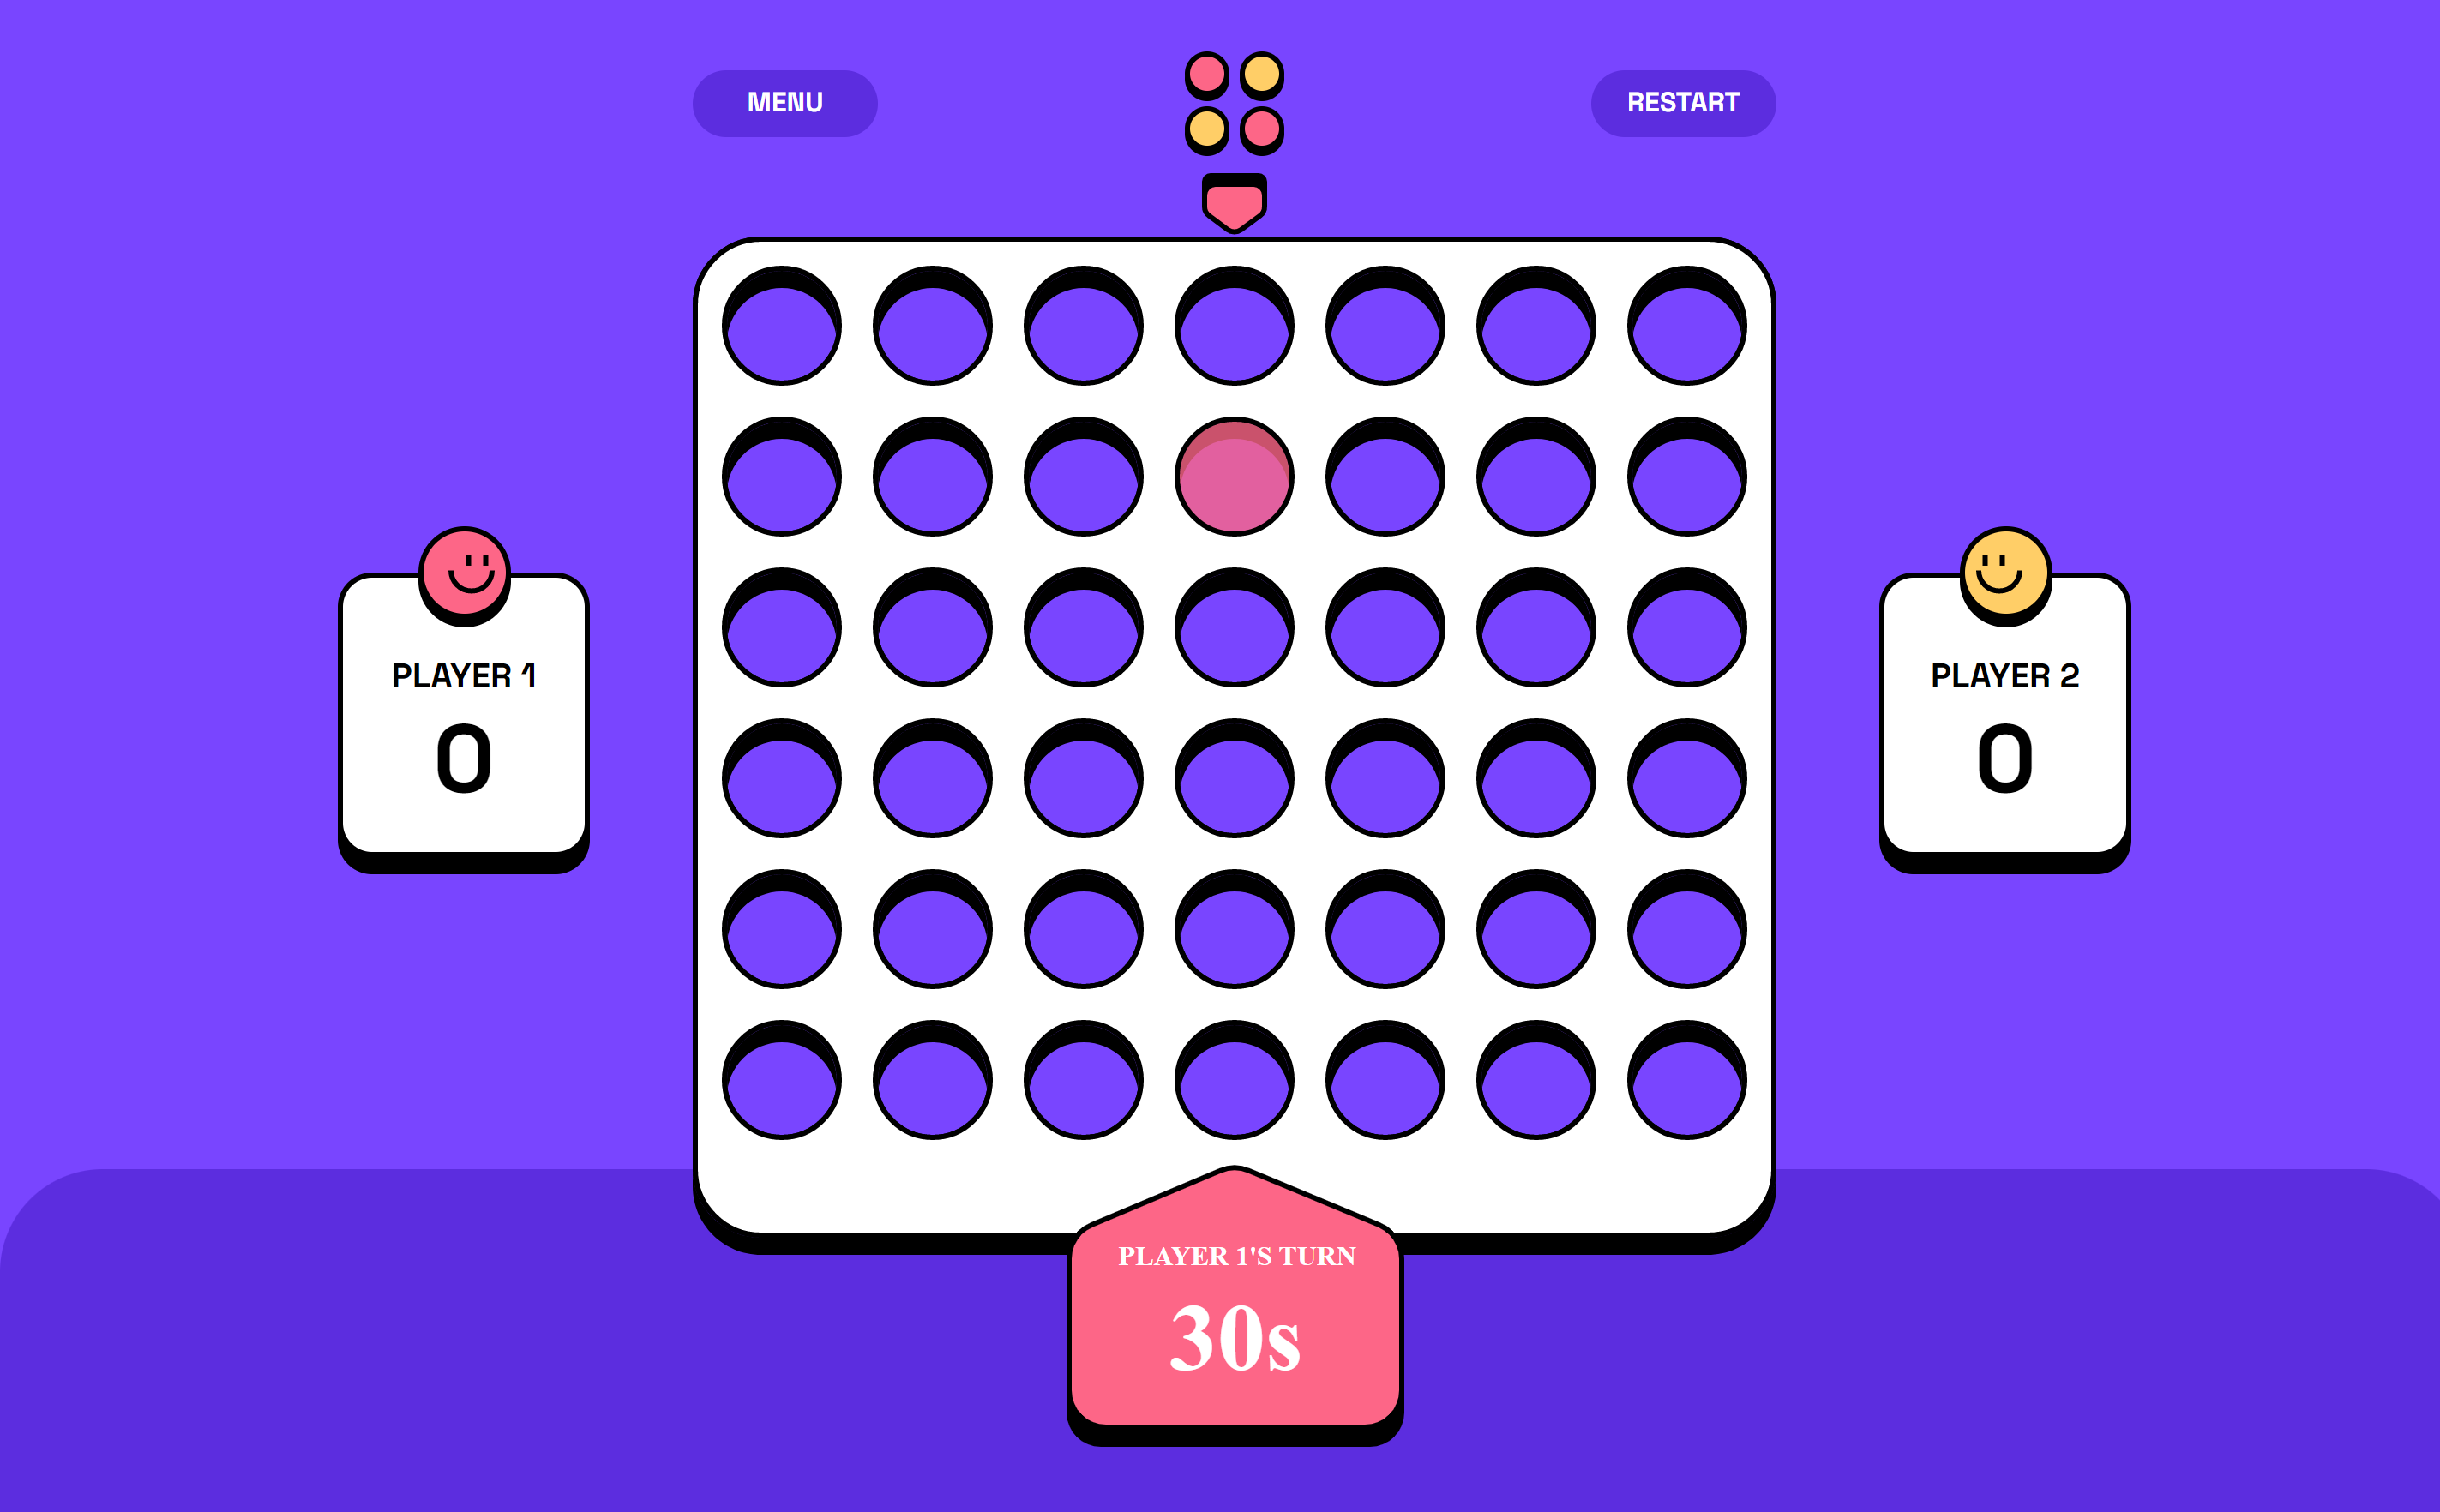 MENU
RESTART
PLAYER 1
0
PLAYER 2
0
PLAYER 1'S TURN
30s